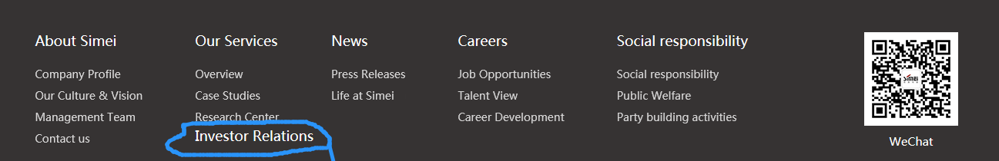 About Simei
Company Profile
Our Culture & Vision
Management Team
Contact us
Our Services
Overview
Case Studies
Research Center
Investor Relations
News
Press Releases
Life at Simei
Careers
Job Opportunities
Talent View
Career Development
Social responsibility
Social responsibility
Public Welfare
Party building activities
Simei
WeChat